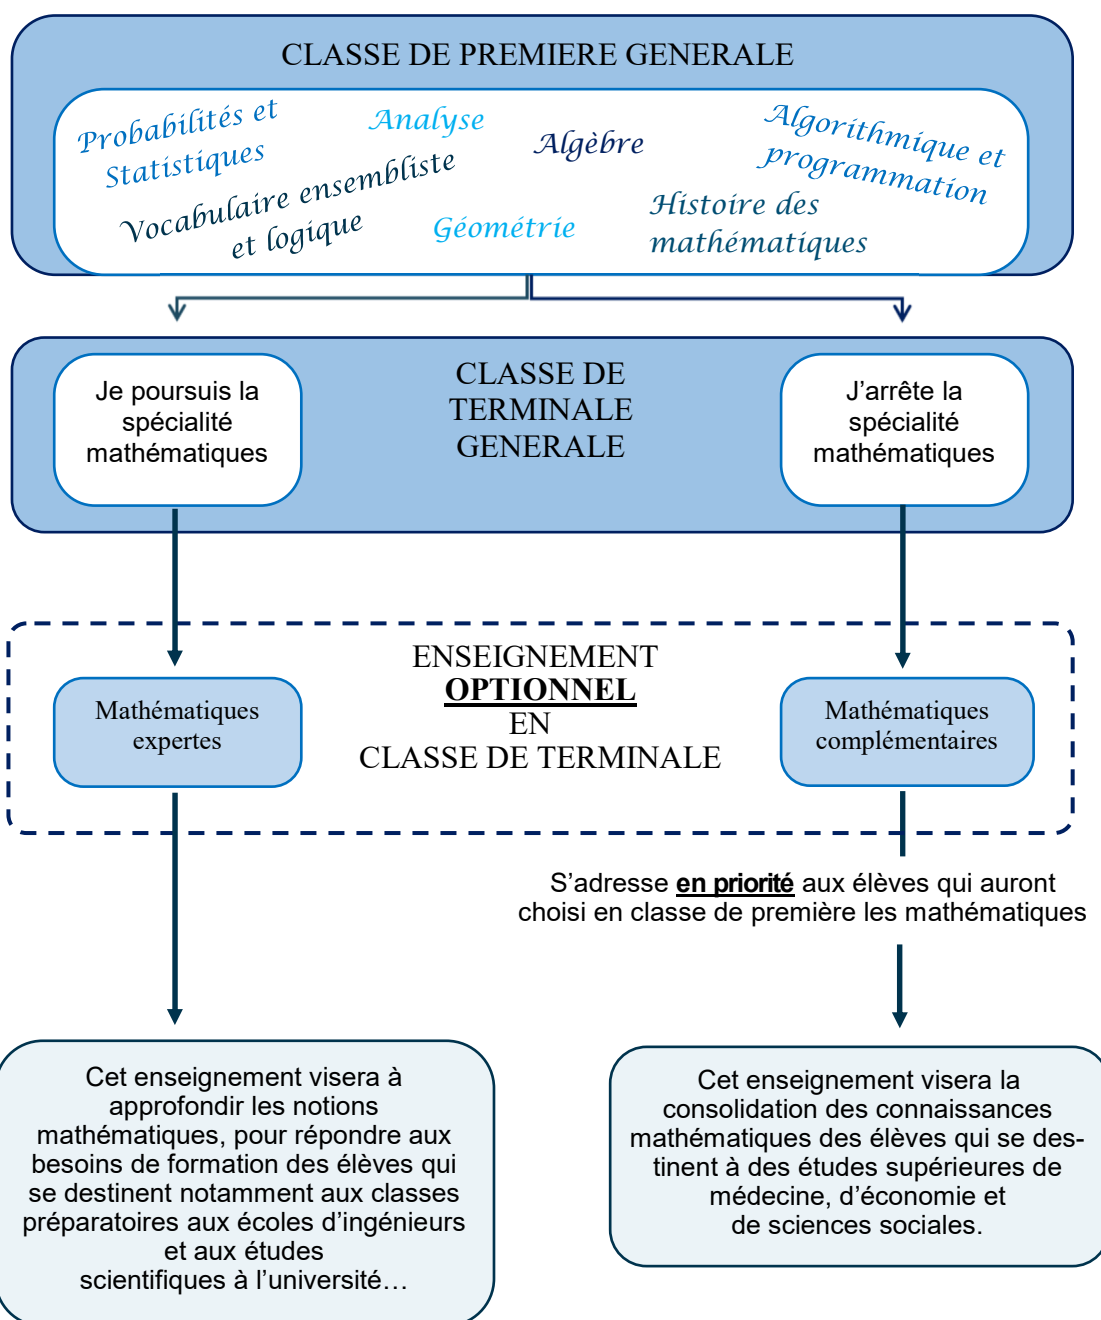 CLASSE DE PREMIERE GENERALE
Probabilités et
Statistiques
Analyse
Algèbre
Algorithmique et
programmation
Vocabulaire ensembliste
et logique
Géométrie
Histoire des
mathématiques
Je poursuis la
spécialité
mathématiques
CLASSE DE
TERMINALE
GENERALE
J’arrête la
spécialité
mathématiques
ENSEIGNEMENT
OPTIONNEL
EN
CLASSE DE TERMINALE
Mathématiques
expertes
Mathématiques
complémentaires
S’adresse en priorité aux élèves qui auront
choisi en classe de première les mathématiques
Cet enseignement visera à
approfondir les notions
mathématiques, pour répondre aux
besoins de formation des élèves qui
se destinent notamment aux classes
préparatoires aux écoles d’ingénieurs
et aux études
scientifiques à l’université…
Cet enseignement visera la
consolidation des connaissances
mathématiques des élèves qui se des-
tinent à des études supérieures de
médecine, d’économie et
de sciences sociales.